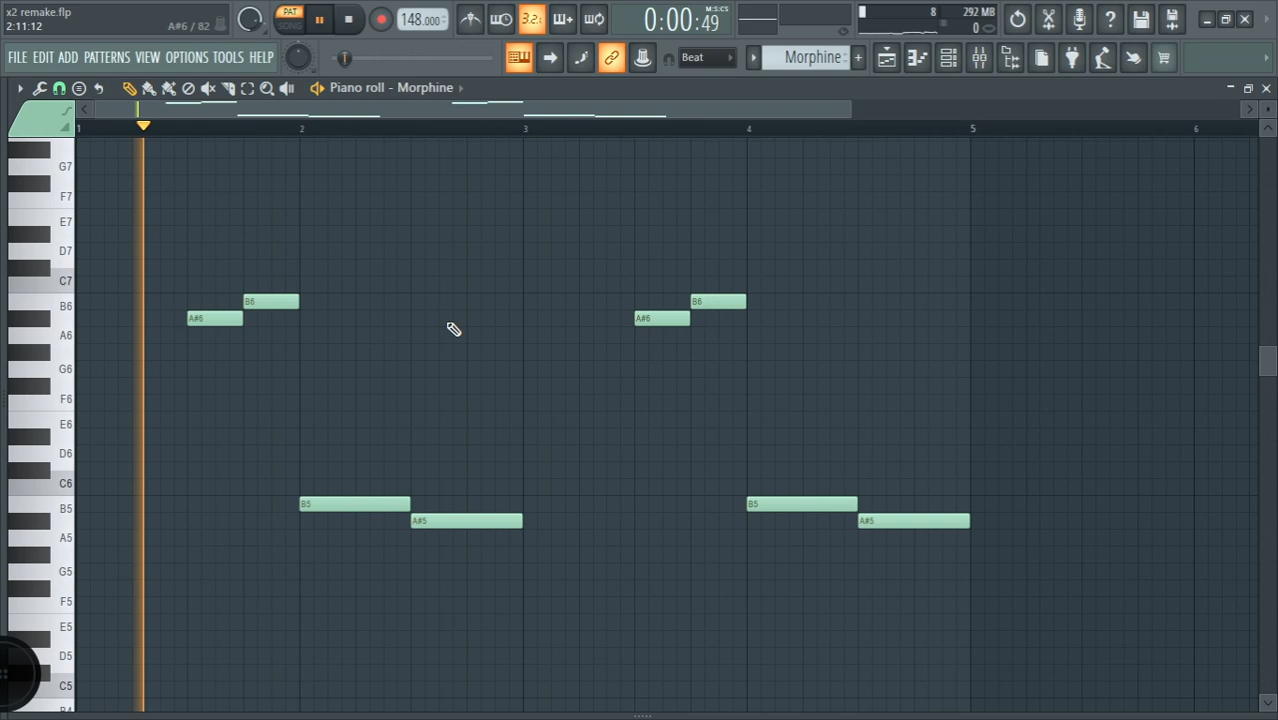 x2 remake.flp
2:11:12
A#6 / 82
PAT
SONG
148.000
3.2.
0:00:49
M:S:CS
8
292 MB
0
FILE EDIT ADD PATTERNS VIEW OPTIONS TOOLS HELP
Beat
Morphine
Piano roll - Morphine
1 2 3 4 5 6
G7
F7
E7
D7
C7
B6
B6
B6
A#6
A#6
A6
G6
F6
E6
D6
C6
B5
B5
B5
A#5
A#5
A5
G5
F5
E5
D5
C5
B4